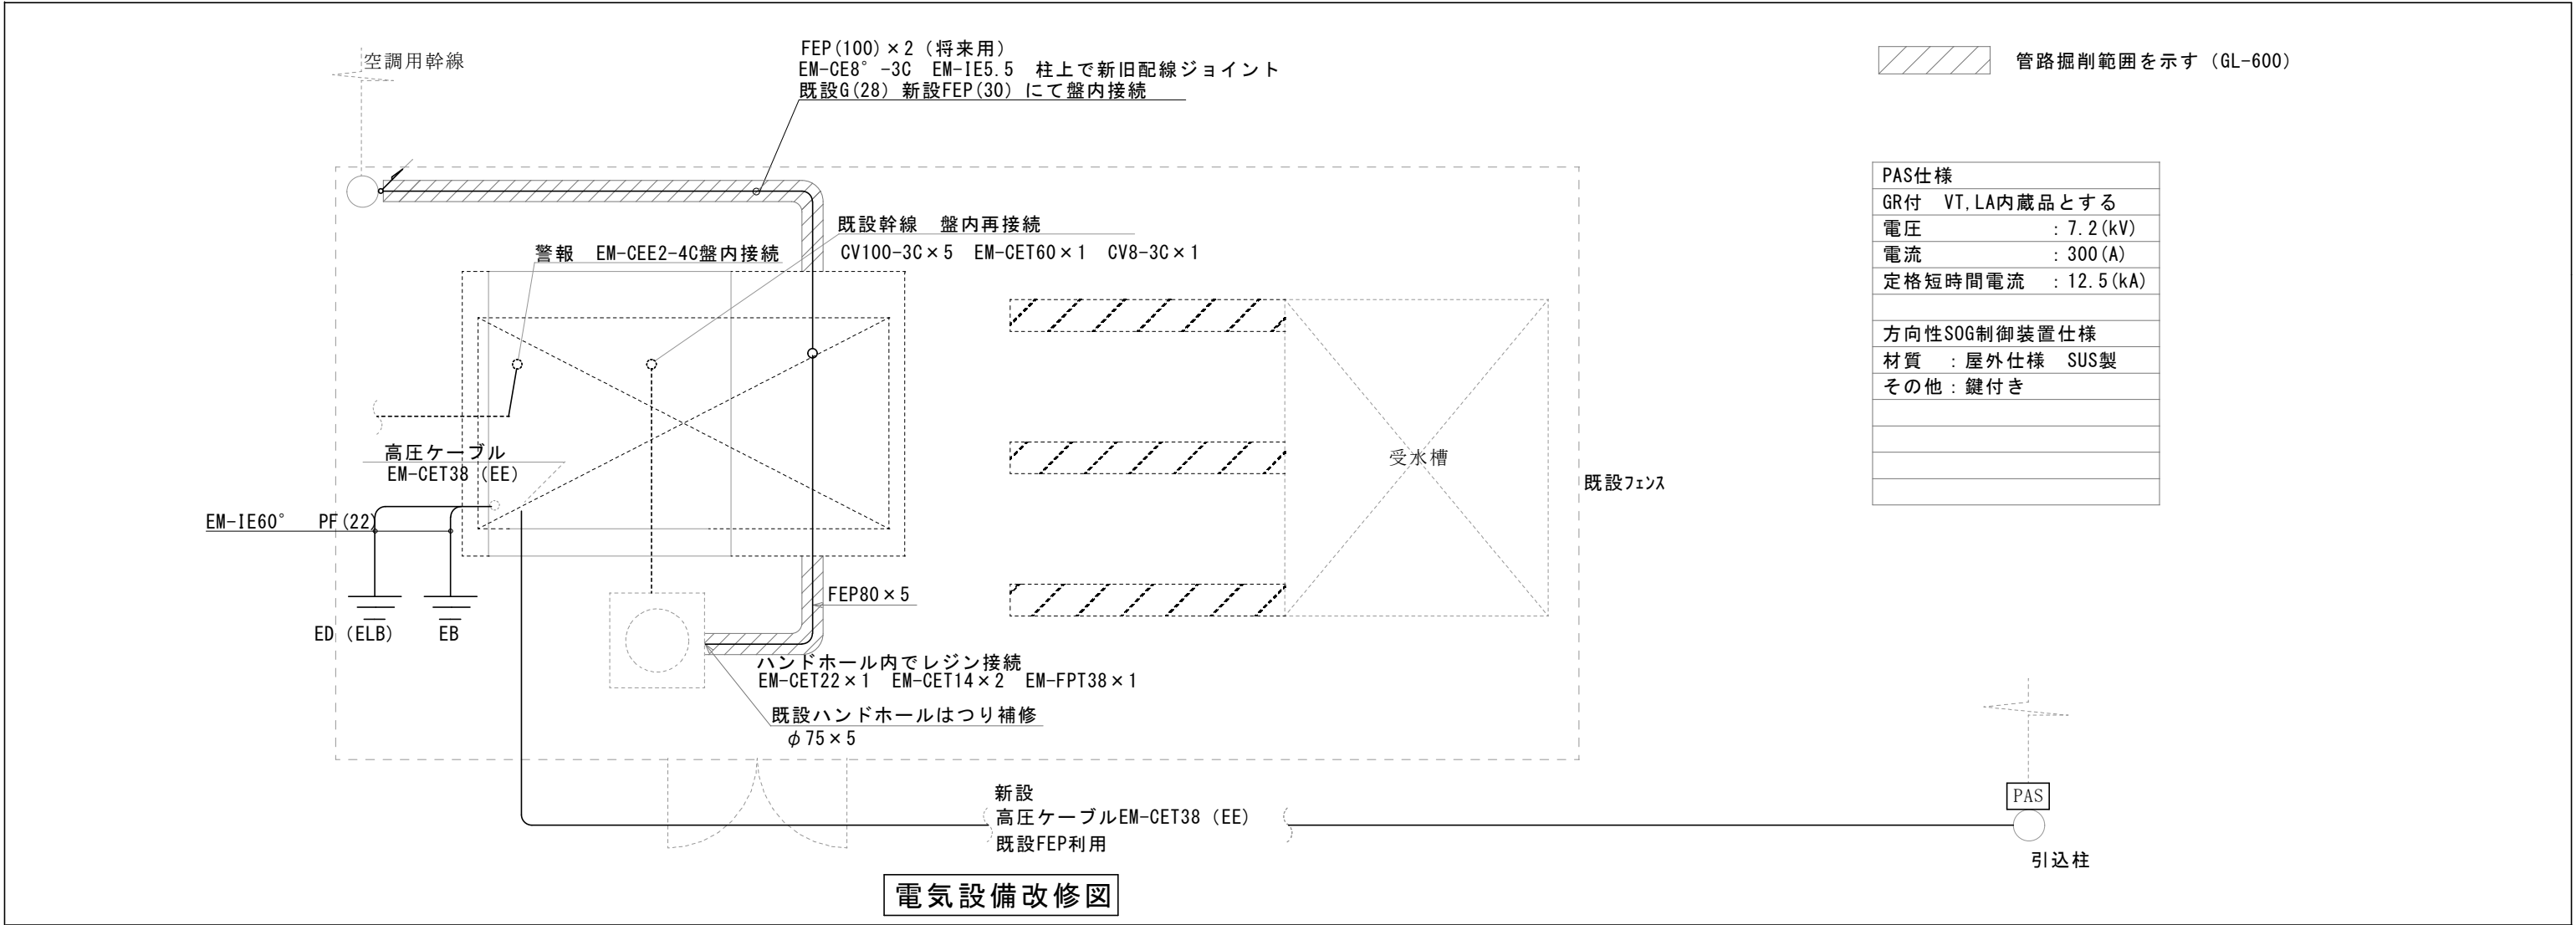 空調用幹線
FEP(100)×2（将来用）
EM-CE8°-3C　EM-IE5.5　柱上で新旧配線ジョイント
既設G(28) 新設FEP(30) にて盤内接続
管路掘削範囲を示す（GL-600）
PAS仕様
GR付　VT,LA内蔵品とする
電圧　：7.2(kV)
電流　：300(A)
定格短時間電流　：12.5(kA)
方向性SOG制御装置仕様
材質　：屋外仕様　SUS製
その他：鍵付き
既設幹線　盤内再接続
CV100-3C×5　EM-CET60×1　CV8-3C×1
警報　EM-CEE2-4C盤内接続
高圧ケーブル
EM-CET38（EE）
受水槽
既設フェンス
EM-IE60°　PF(22)
ED（ELB）
EB
FEP80×5
ハンドホール内でレジン接続
EM-CET22×1　EM-CET14×2　EM-FPT38×1
既設ハンドホールはつり補修
φ75×5
新設
高圧ケーブルEM-CET38（EE）
既設FEP利用
PAS
引込柱
電気設備改修図